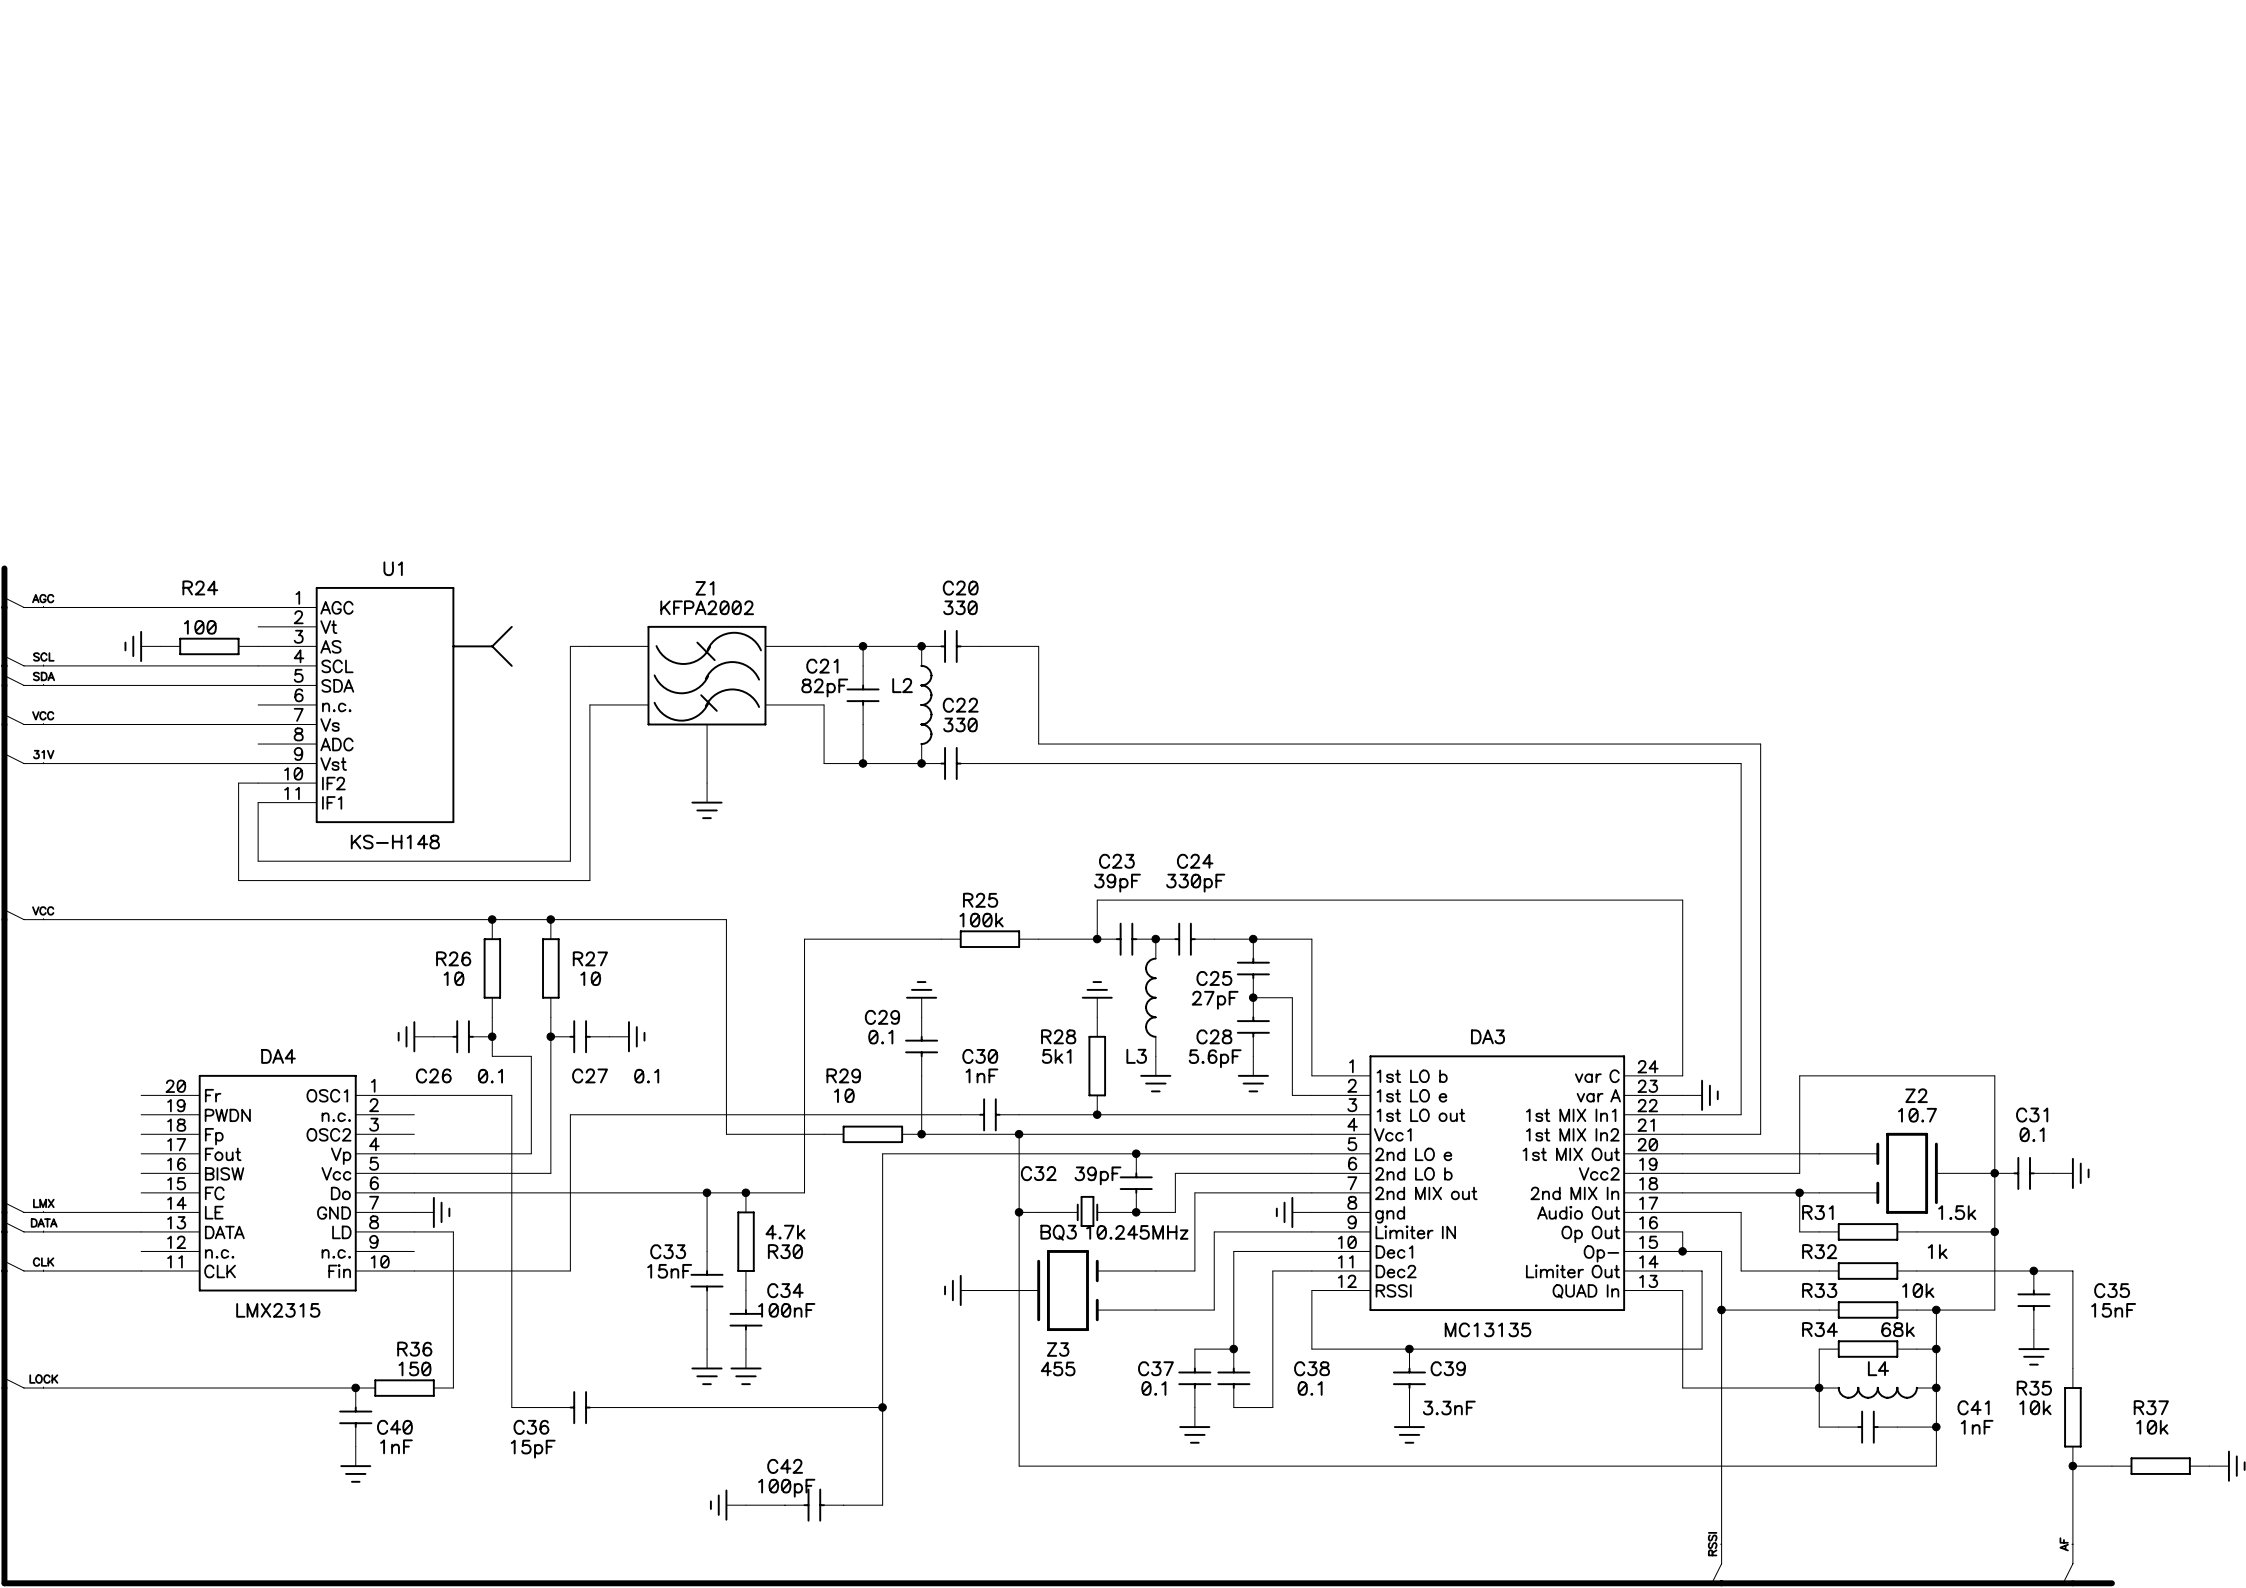 U1
R24
AGC
1
AGC
2
Vt
100
3
AS
SCL
4
SCL
SDA
5
SDA
6
n.c.
VCC
7
Vs
8
ADC
31V
9
Vst
10
IF2
11
IF1
KS-H148
Z1
KFPA2002
C20
330
C21
82pF
L2
C22
330
VCC
R26
10
R27
10
C26
0.1
C27
0.1
DA4
20
Fr
OSC1
1
19
PWDN
n.c.
2
18
Fp
OSC2
3
17
Fout
Vp
4
16
BISW
Vcc
5
15
FC
Do
6
LMX
14
LE
GND
7
DATA
13
DATA
LD
8
12
n.c.
n.c.
9
CLK
11
CLK
Fin
10
LMX2315
LOCK
R36
150
C40
1nF
C36
15pF
C33
15nF
4.7k
R30
C34
100nF
C42
100pF
R25
100k
C23
39pF
C24
330pF
C29
0.1
R29
10
C30
1nF
R28
5k1
L3
C25
27pF
C28
5.6pF
C32
39pF
BQ3
10.245MHz
Z3
455
C37
0.1
C38
0.1
C39
3.3nF
DA3
1
1st LO b
var C
24
2
1st LO e
var A
23
3
1st LO out
1st MIX In1
22
4
Vcc1
1st MIX In2
21
5
2nd LO e
1st MIX Out
20
6
2nd LO b
Vcc2
19
7
2nd MIX out
2nd MIX In
18
8
gnd
Audio Out
17
9
Limiter IN
Op Out
16
10
Dec1
Op-
15
11
Dec2
Limiter Out
14
12
RSSI
QUAD In
13
MC13135
Z2
10.7
C31
0.1
R31
1.5k
R32
1k
R33
10k
R34
68k
L4
C35
15nF
C41
1nF
R35
10k
R37
10k
RSSI
AF